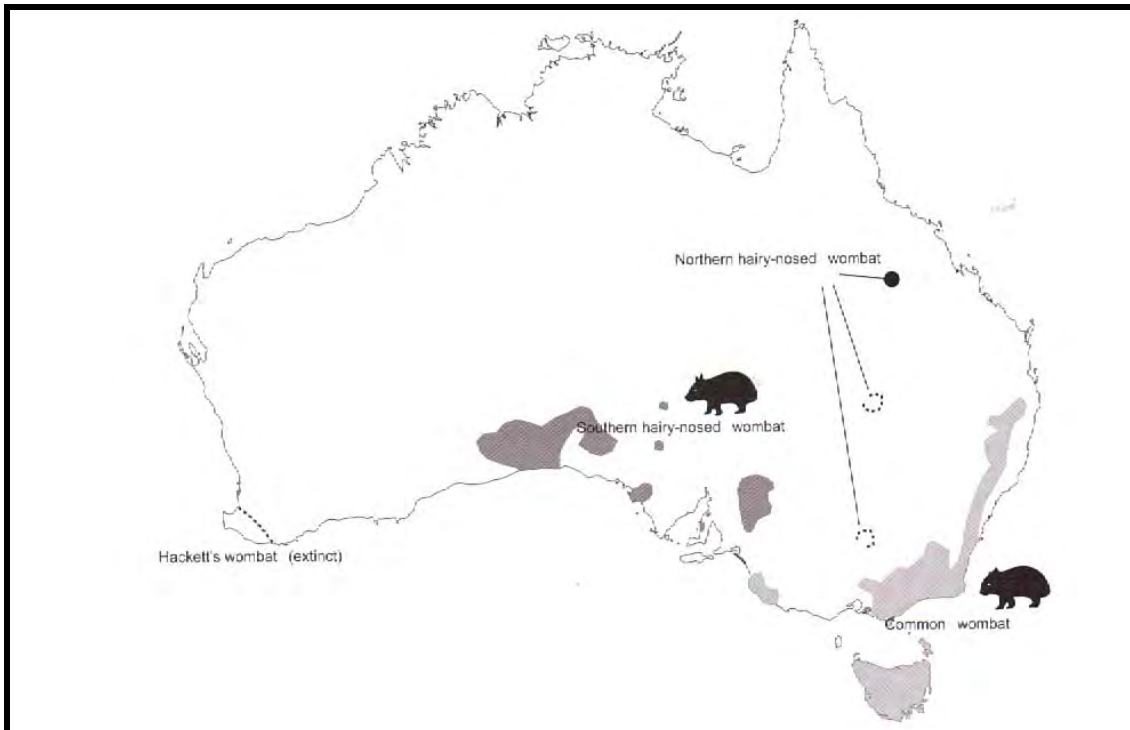 Northern hairy-nosed wombat
Southern hairy-nosed wombat
Hackett's wombat (extinct)
Common wombat